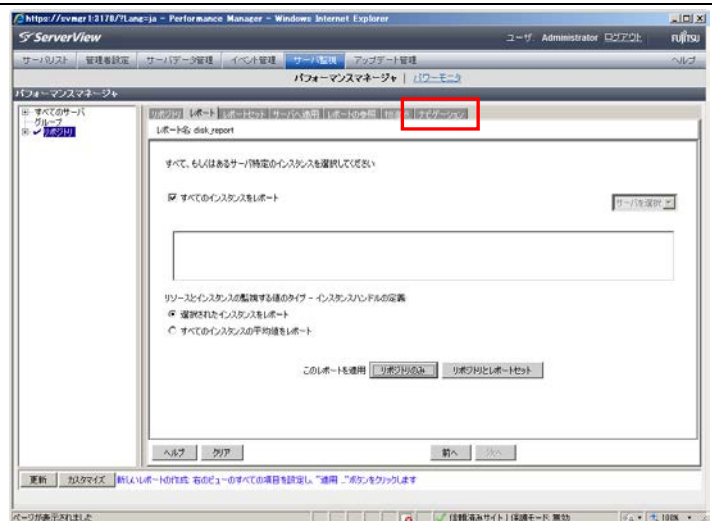 https://svmgr1:3170/?Lang=ja - Performance Manager - Windows Internet Explorer
ServerView
ユーザ: Administrator ログアウト
FUJITSU
サーバリスト 管理者設定 サーバデータ管理 イベント管理 サーバ監視 アップデート管理
ヘルプ
パフォーマンスマネージャ | パワーモニタ
パフォーマンスマネージャ
すべてのサーバ
グループ
リポジトリ
リポジトリ レポート レポートセット サーバへ適用 レポートの参照 ナビゲーション
レポート名: disk_report
すべて、もしくはあるサーバ特定のインスタンスを選択してください
すべてのインスタンスをレポート
サーバを選択
リソースとインスタンスの監視する値のタイプ - インスタンスハンドルの定義
選択されたインスタンスをレポート
すべてのインスタンスの平均値をレポート
このレポートを適用 リポジトリのみ リポジトリとレポートセット
ヘルプ クリア 前へ 次へ
更新 カスタマイズ 新しいレポートの作成: 右のビューのすべての項目を設定し、"適用 .."ボタンをクリックします
ページが表示されました
信頼済みサイト | 保護モード: 無効
100%